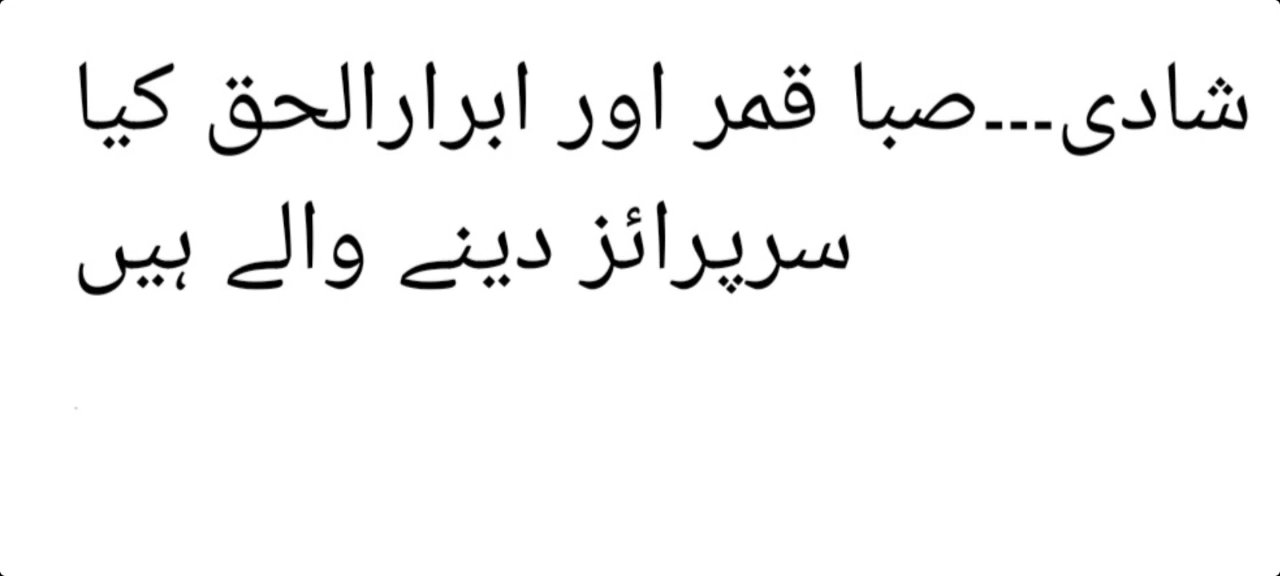 شادی---صبا قمر اور ابرارالحق کیا
سرپرائز دینے والے ہیں